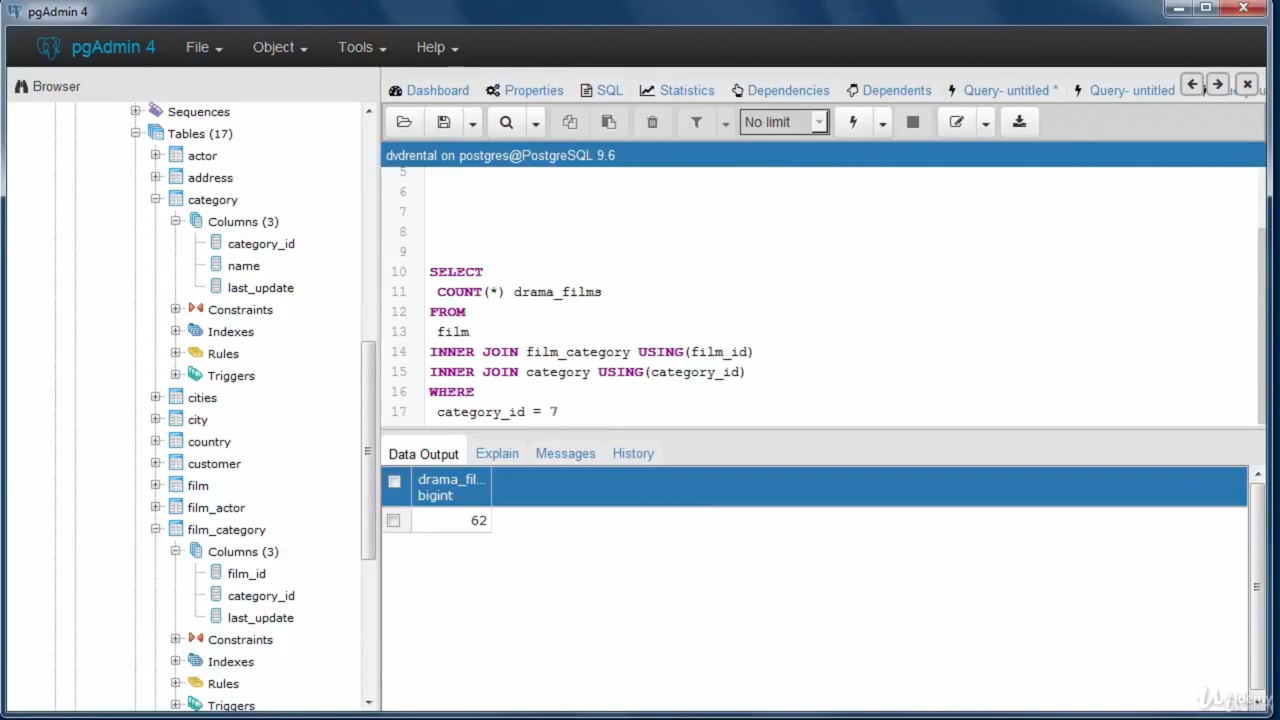 pgAdmin 4
pgAdmin 4 File Object Tools Help
Browser
Sequences
Tables (17)
actor
address
category
Columns (3)
category_id
name
last_update
Constraints
Indexes
Rules
Triggers
cities
city
country
customer
film
film_actor
film_category
Columns (3)
film_id
category_id
last_update
Constraints
Indexes
Rules
Triggers
Dashboard Properties SQL Statistics Dependencies Dependents Query- untitled * Query- untitled
No limit
dvdrental on postgres@PostgreSQL 9.6
5
6
7
8
9
10 SELECT
11 COUNT(*) drama_films
12 FROM
13 film
14 INNER JOIN film_category USING(film_id)
15 INNER JOIN category USING(category_id)
16 WHERE
17 category_id = 7
Data Output Explain Messages History
drama_fil...
bigint
62